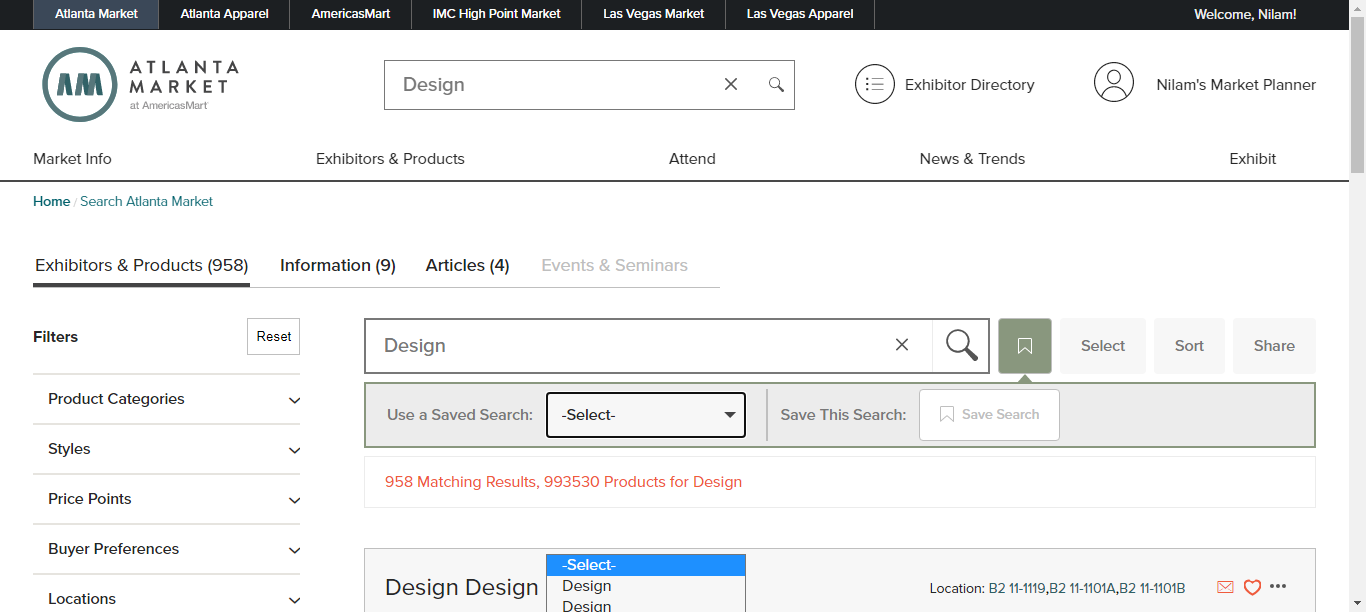 Atlanta Market Atlanta Apparel AmericasMart IMC High Point Market Las Vegas Market Las Vegas Apparel Welcome, Nilam!
AM ATLANTA
MARKET
at AmericasMart
Design
Exhibitor Directory
Nilam's Market Planner
Market Info Exhibitors & Products Attend News & Trends Exhibit
Home / Search Atlanta Market
Exhibitors & Products (958) Information (9) Articles (4) Events & Seminars
Filters Reset
Product Categories
Styles
Price Points
Buyer Preferences
Locations
Design
Select Sort Share
Use a Saved Search: -Select- Save This Search: Save Search
958 Matching Results, 993530 Products for Design
Design Design
-Select-
Design
Design
Location: B2 11-1119,B2 11-1101A,B2 11-1101B